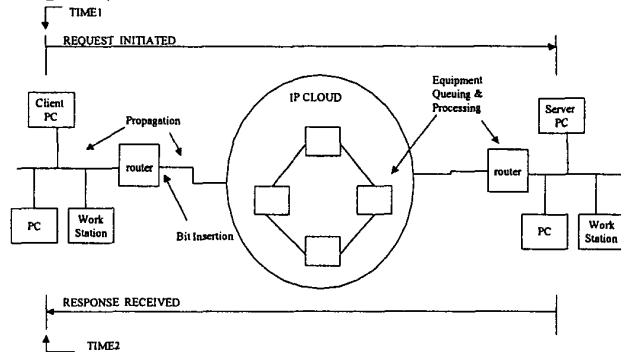 TIME1
REQUEST INITIATED
Client
PC
Propagation
IP CLOUD
Equipment
Queuing &
Processing
Server
PC
router
router
Bit Insertion
PC
Work
Station
PC
Work
Station
RESPONSE RECEIVED
TIME2